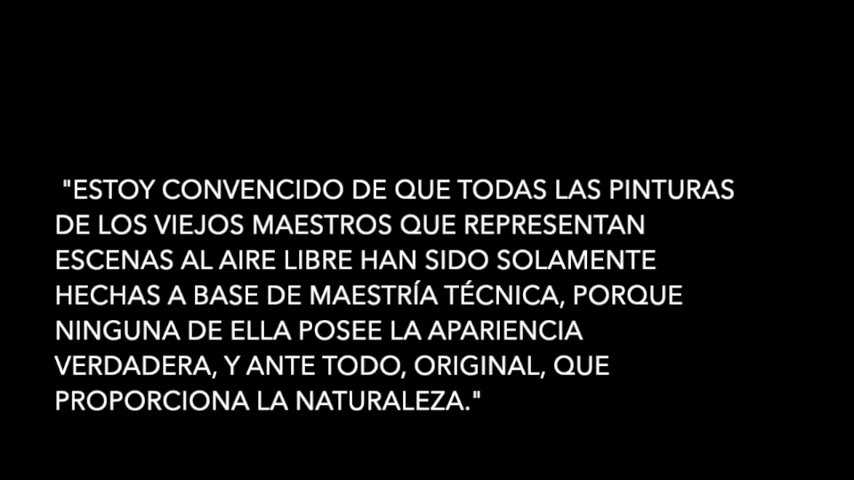 "ESTOY CONVENCIDO DE QUE TODAS LAS PINTURAS
DE LOS VIEJOS MAESTROS QUE REPRESENTAN
ESCENAS AL AIRE LIBRE HAN SIDO SOLAMENTE
HECHAS A BASE DE MAESTRÍA TÉCNICA, PORQUE
NINGUNA DE ELLA POSEE LA APARIENCIA
VERDADERA, Y ANTE TODO, ORIGINAL, QUE
PROPORCIONA LA NATURALEZA."